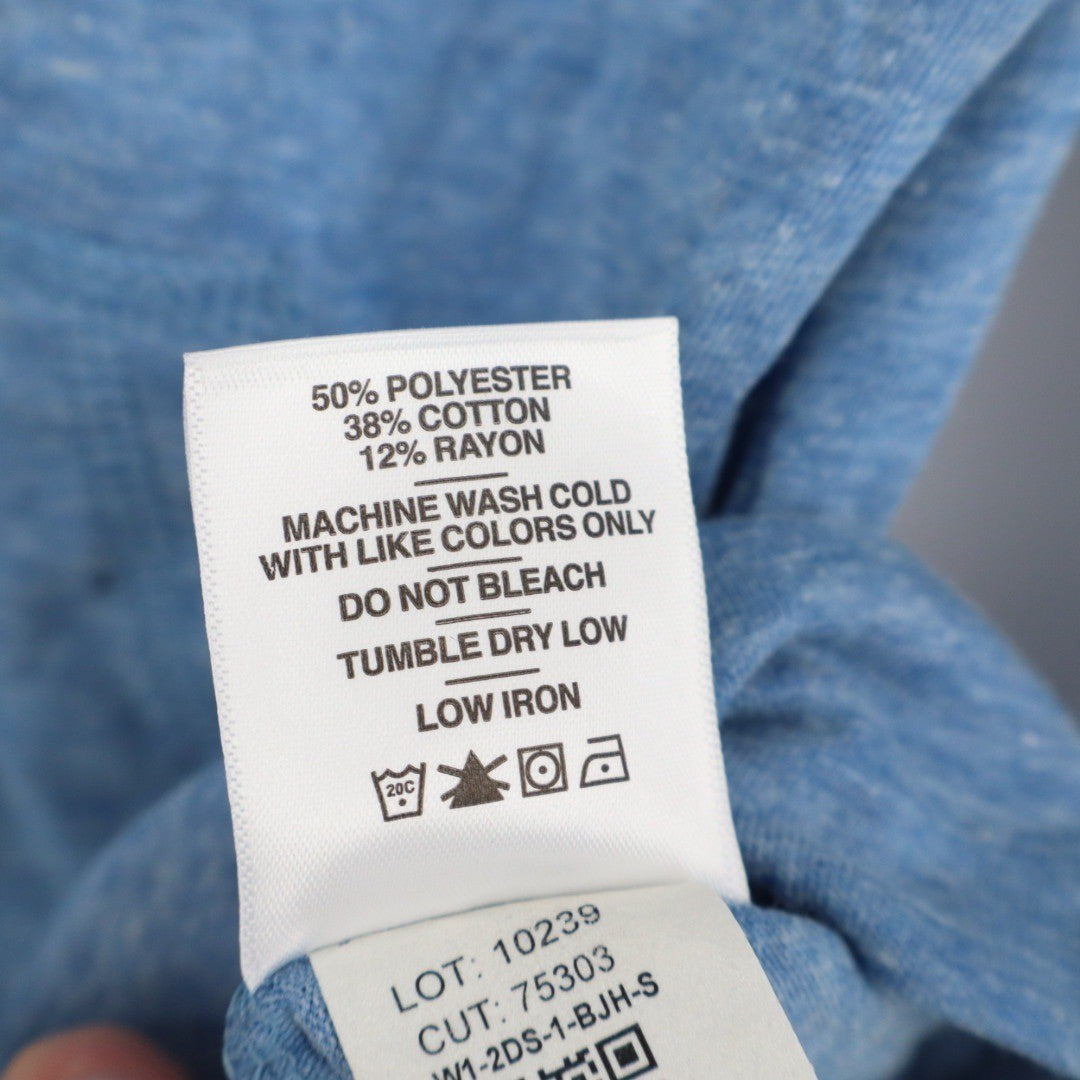 50% POLYESTER
38% COTTON
12% RAYON
MACHINE WASH COLD
WITH LIKE COLORS ONLY
DO NOT BLEACH
TUMBLE DRY LOW
LOW IRON
20C
LOT: 10239
CUT: 75303
W1-2DS-1-BJH-S